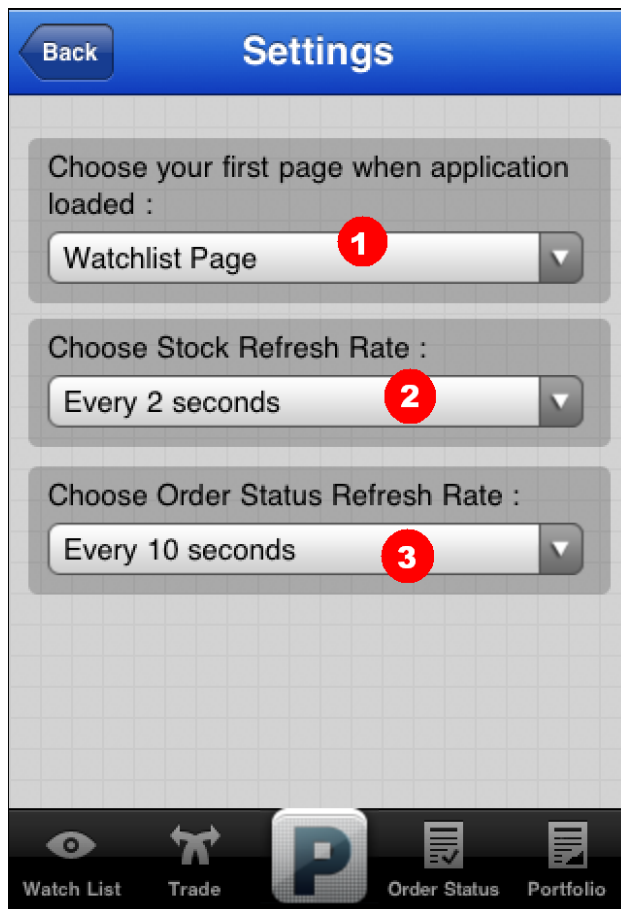 Back
Settings
Choose your first page when application
loaded :
1
Watchlist Page
Choose Stock Refresh Rate :
Every 2 seconds
2
Choose Order Status Refresh Rate :
Every 10 seconds
3
P
Watch List
Trade
Order Status
Portfolio